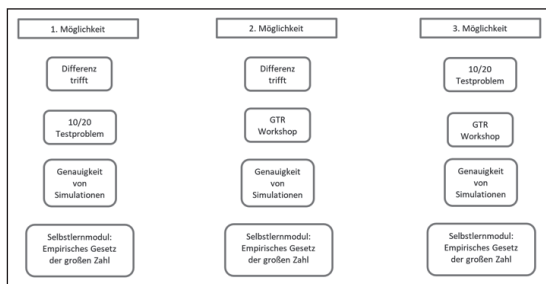 1. Möglichkeit
Differenz
trifft
10/20
Testproblem
Genauigkeit
von
Simulationen
Selbstlernmodul:
Empirisches Gesetz
der großen Zahl
2. Möglichkeit
Differenz
trifft
GTR
Workshop
Genauigkeit
von
Simulationen
Selbstlernmodul:
Empirisches Gesetz
der großen Zahl
3. Möglichkeit
10/20
Testproblem
GTR
Workshop
Genauigkeit
von
Simulationen
Selbstlernmodul:
Empirisches Gesetz
der großen Zahl